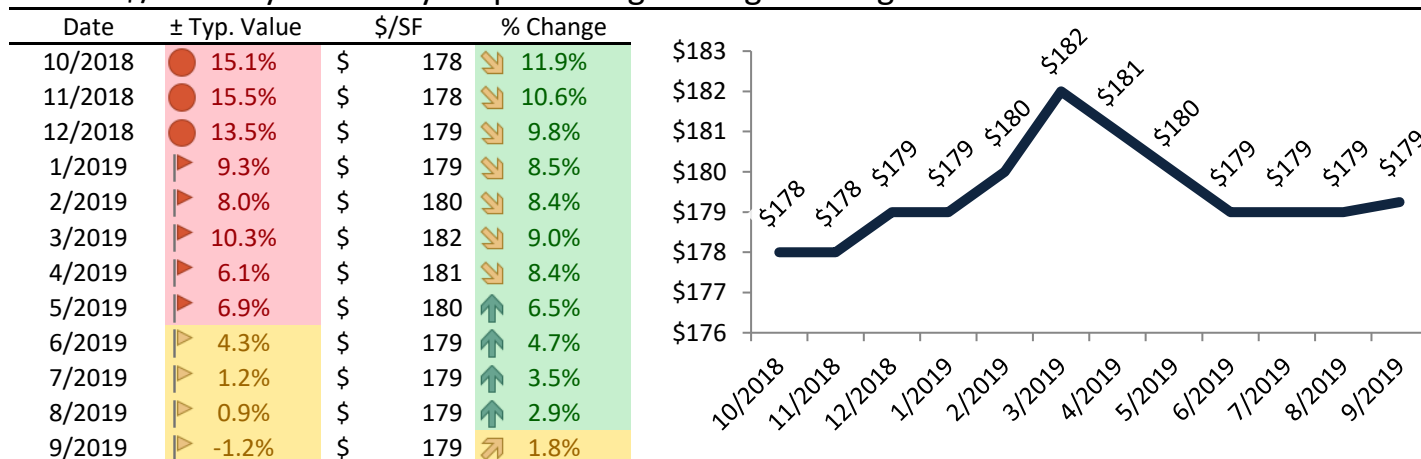 Date ± Typ. Value $/SF % Change
10/2018 15.1% $ 178 11.9%
11/2018 15.5% $ 178 10.6%
12/2018 13.5% $ 179 9.8%
1/2019 9.3% $ 179 8.5%
2/2019 8.0% $ 180 8.4%
3/2019 10.3% $ 182 9.0%
4/2019 6.1% $ 181 8.4%
5/2019 6.9% $ 180 6.5%
6/2019 4.3% $ 179 4.7%
7/2019 1.2% $ 179 3.5%
8/2019 0.9% $ 179 2.9%
9/2019 -1.2% $ 179 1.8%
$183
$182
$181
$180
$179
$178
$177
$176
$178 $178 $179 $179 $180 $182 $181 $180 $179 $179 $179 $179
10/2018 11/2018 12/2018 1/2019 2/2019 3/2019 4/2019 5/2019 6/2019 7/2019 8/2019 9/2019